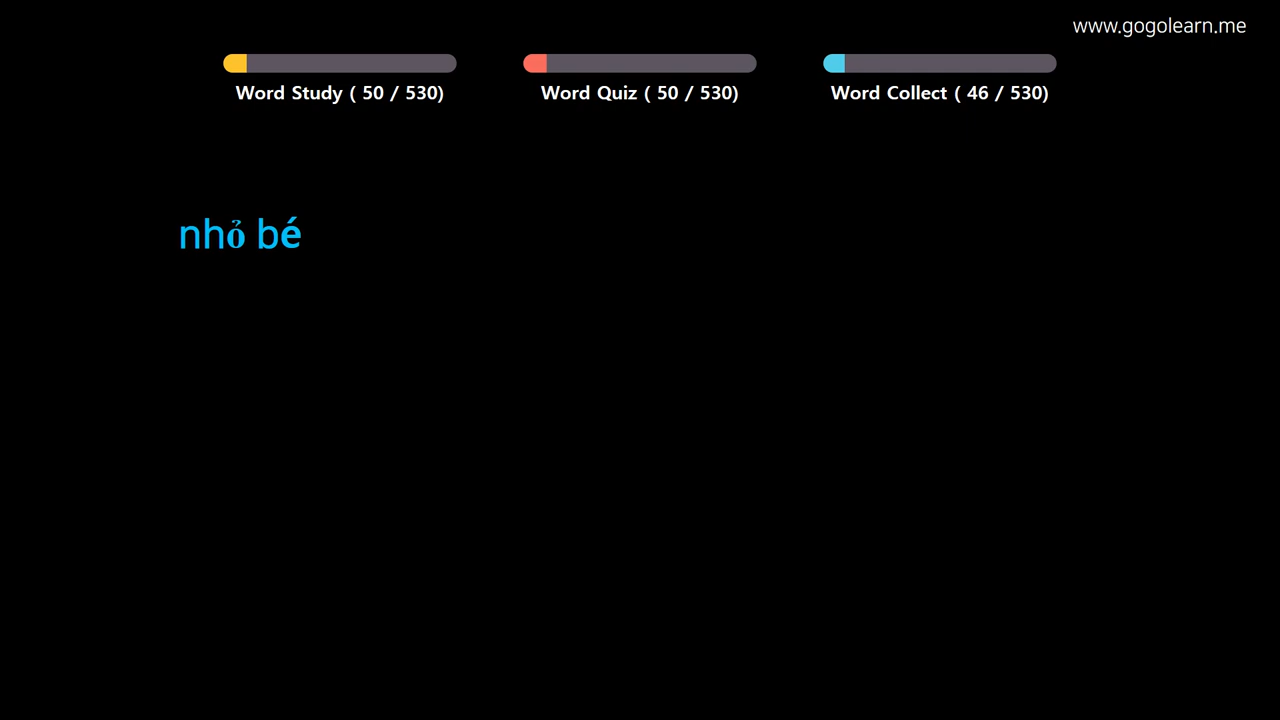 www.gogolearn.me
Word Study ( 50 / 530)
Word Quiz ( 50 / 530)
Word Collect ( 46 / 530)
nhỏ bé